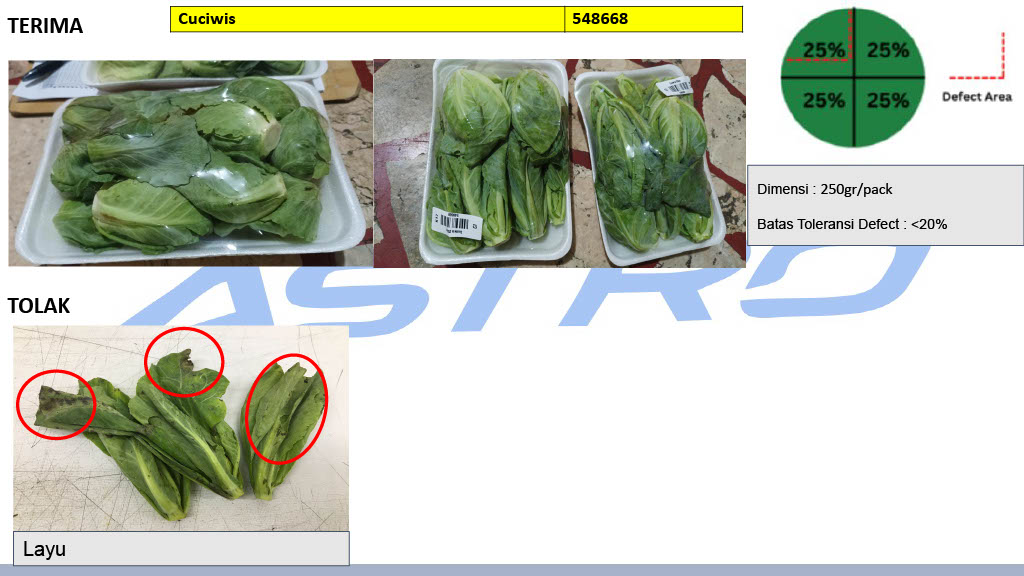 TERIMA
Cuciwis 548668
25% 25%
25% 25%
Defect Area
Dimensi : 250gr/pack
Batas Toleransi Defect : <20%
ASTRO
TOLAK
Layu